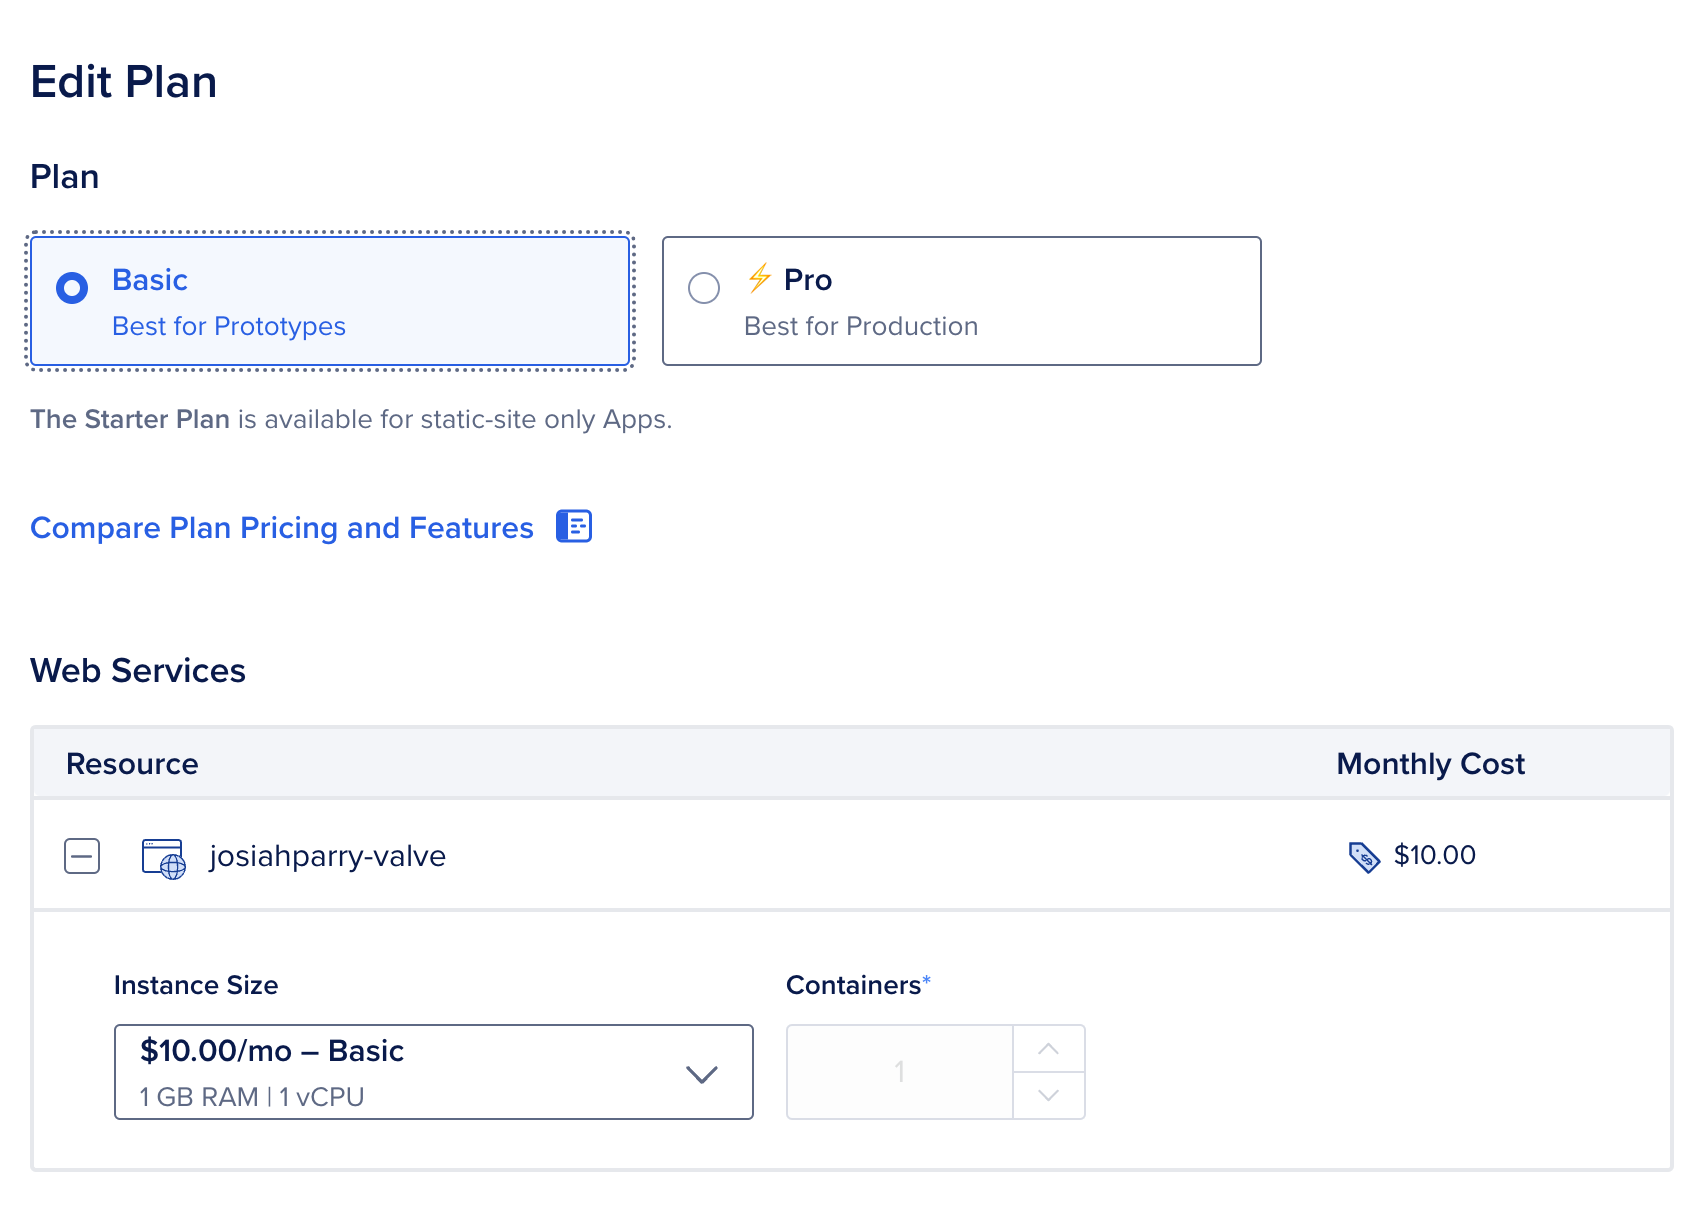 Edit Plan
Plan
Basic
Best for Prototypes
⚡ Pro
Best for Production
The Starter Plan is available for static-site only Apps.
Compare Plan Pricing and Features
Web Services
Resource Monthly Cost
josiahparry-valve $10.00
Instance Size Containers*
$10.00/mo – Basic
1 GB RAM | 1 vCPU
1